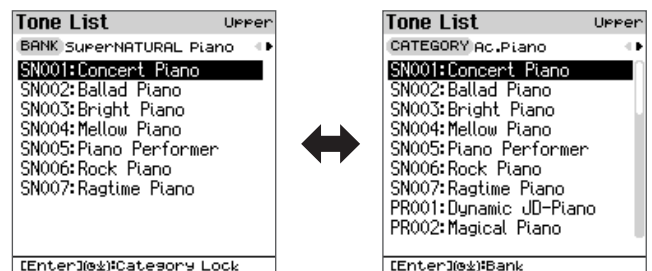 Tone List Upper
BANK SuperNATURAL Piano
SN001:Concert Piano
SN002:Ballad Piano
SN003:Bright Piano
SN004:Mellow Piano
SN005:Piano Performer
SN006:Rock Piano
SN007:Ragtime Piano
[Enter]:Category Lock
Tone List Upper
CATEGORY Ac.Piano
SN001:Concert Piano
SN002:Ballad Piano
SN003:Bright Piano
SN004:Mellow Piano
SN005:Piano Performer
SN006:Rock Piano
SN007:Ragtime Piano
PR001:Dynamic JD-Piano
PR002:Magical Piano
[Enter]:Bank